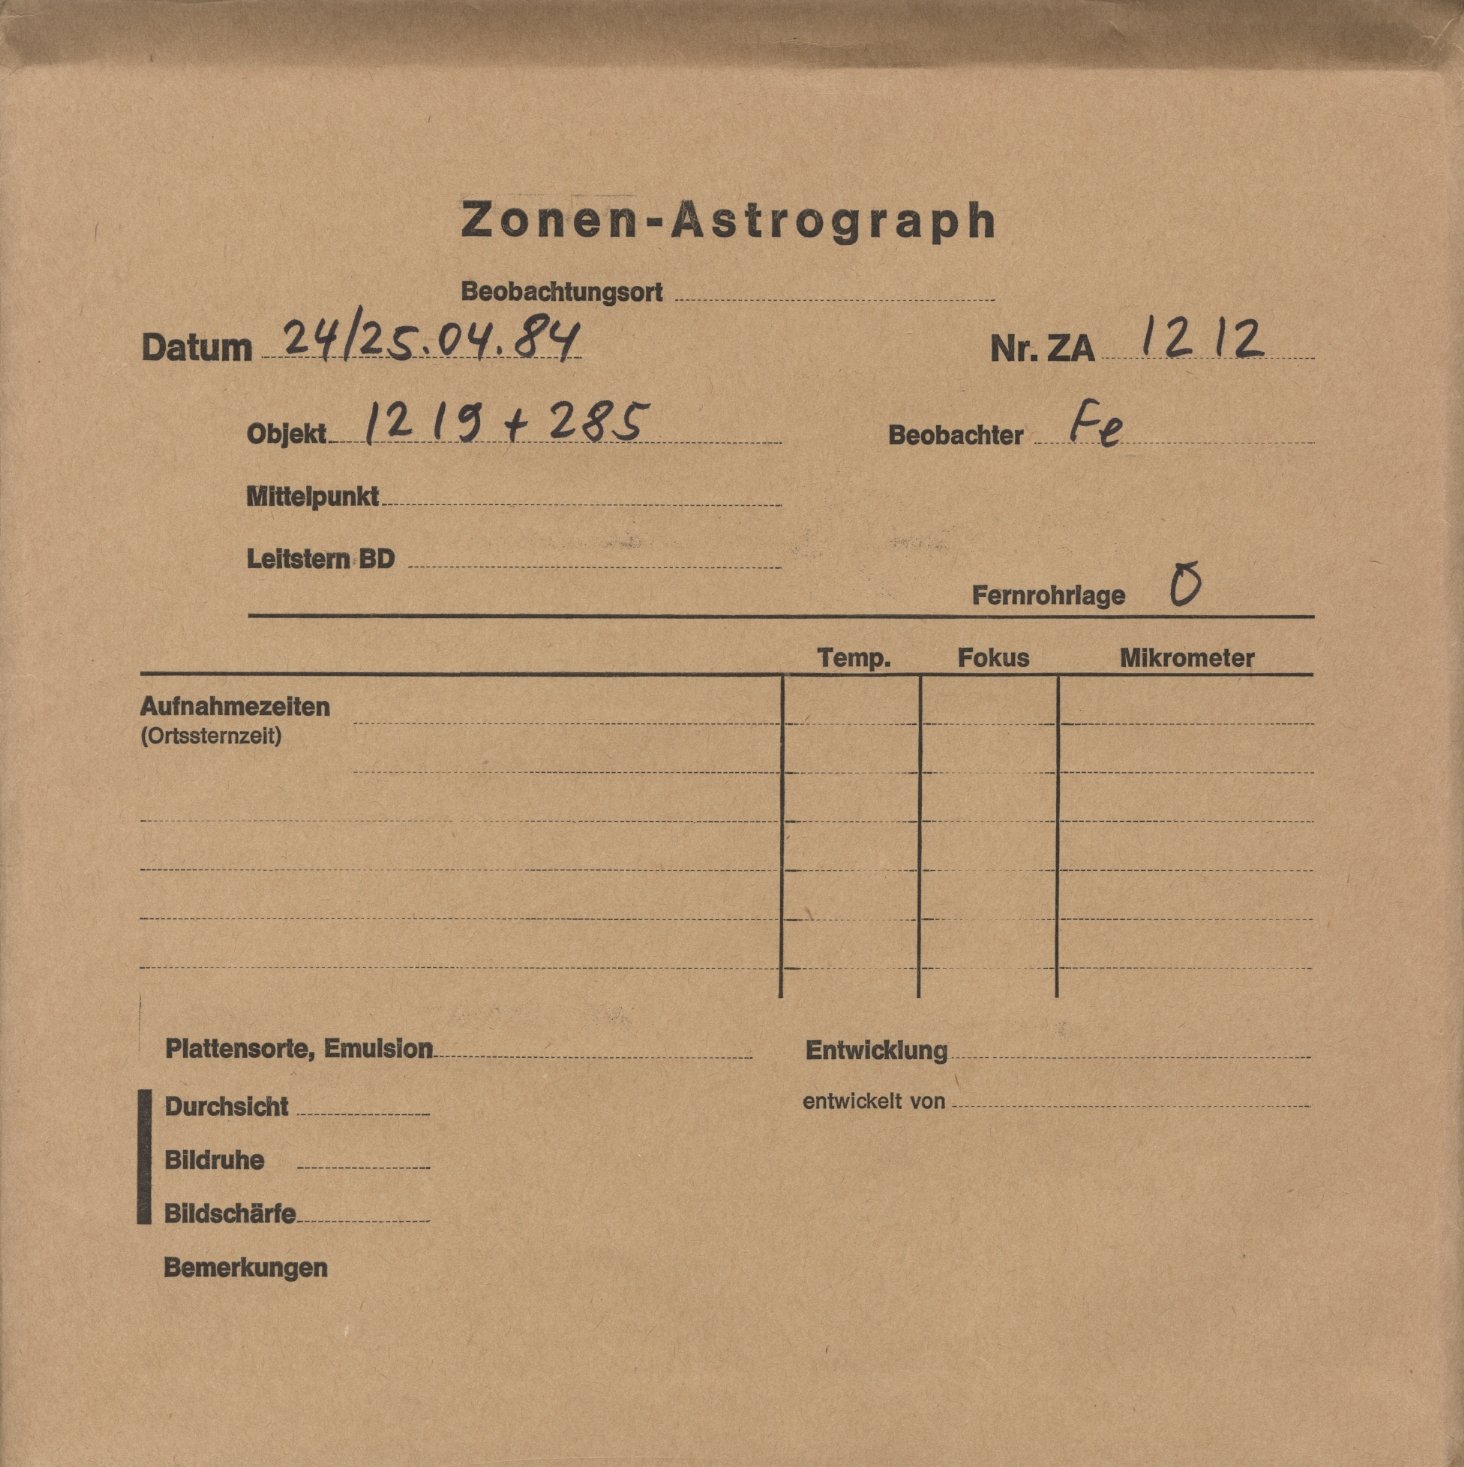 Zonen-Astrograph
Beobachtungsort
Datum 24/25.04.84 Nr. ZA 1212
Objekt 1219 + 285 Beobachter Fe
Mittelpunkt
Leitstern BD
Fernrohrlage O
Temp. Fokus Mikrometer
Aufnahmezeiten
(Ortssternzeit)
Plattensorte, Emulsion Entwicklung
Durchsicht entwickelt von
Bildruhe
Bildschärfe
Bemerkungen